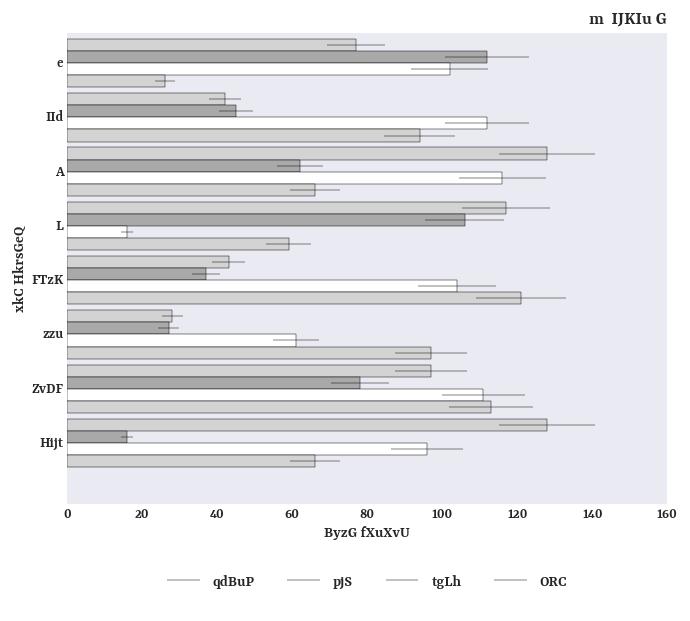 m  IJKIu G
e
IId
A
L
FTzK
zzu
ZvDF
Hijt
xkC HkrsGeQ
0 20 40 60 80 100 120 140 160
ByzG fXuXvU
qdBuP pJS tgLh ORC